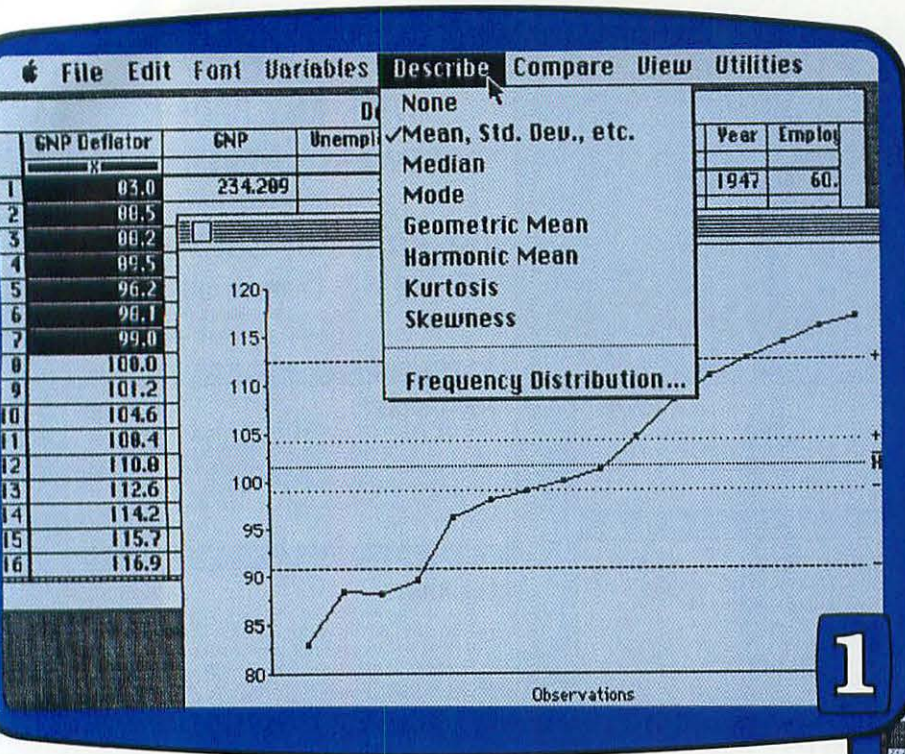 File Edit Font Variables Describe Compare View Utilities
None
✓Mean, Std. Dev., etc.
Median
Mode
Geometric Mean
Harmonic Mean
Kurtosis
Skewness
Frequency Distribution...
GNP Deflator GNP Unempl Year Employ
X
1 83.0 234.289 1947 60.
2 88.5
3 88.2
4 89.5
5 96.2
6 98.1
7 99.0
8 100.0
9 101.2
10 104.6
11 108.4
12 110.8
13 112.6
14 114.2
15 115.7
16 116.9
120
115
110
105
100
95
90
85
80
Observations
1